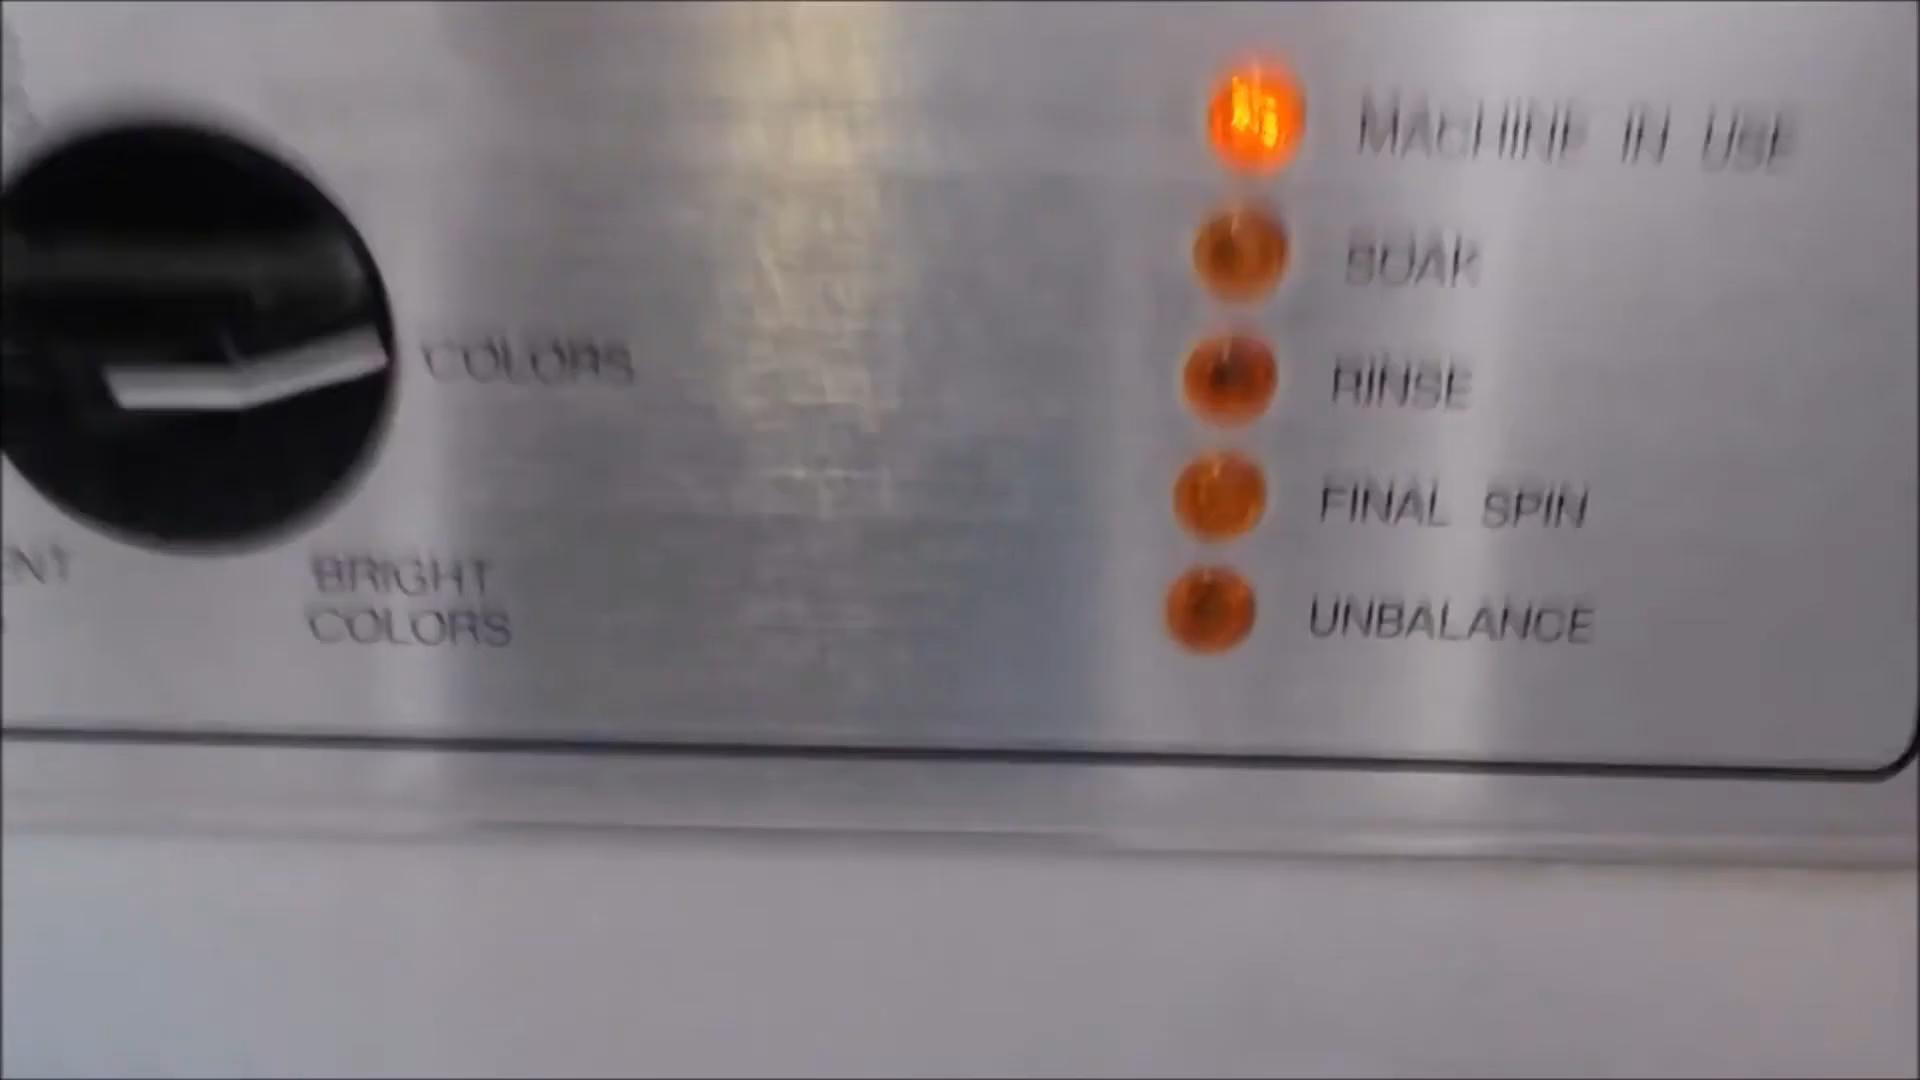 MACHINE IN USE
SOAK
COLORS
RINSE
FINAL SPIN
BRIGHT
COLORS
UNBALANCE